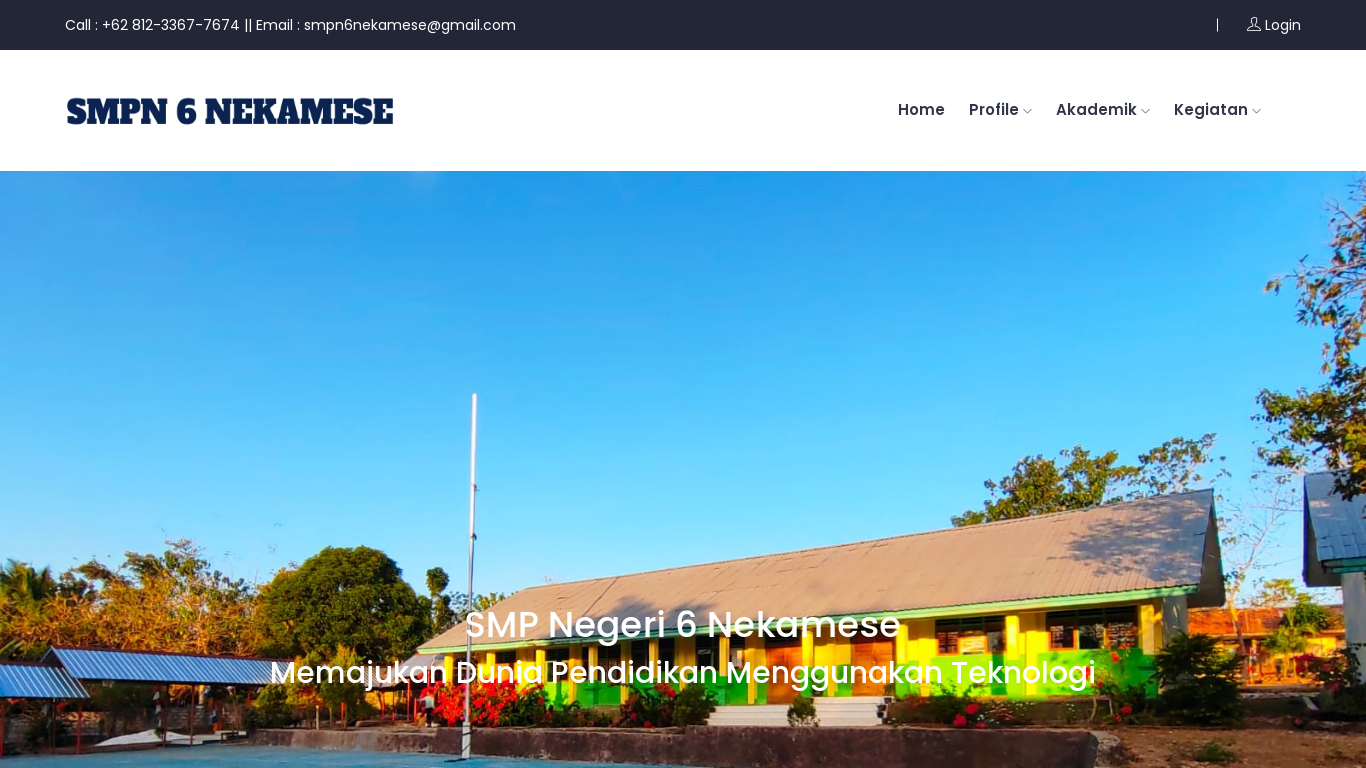 Call : +62 812-3367-7674 || Email : smpn6nekamese@gmail.com
| Login
SMPN 6 NEKAMESE
Home Profile Akademik Kegiatan
SMP Negeri 6 Nekamese
Memajukan Dunia Pendidikan Menggunakan Teknologi